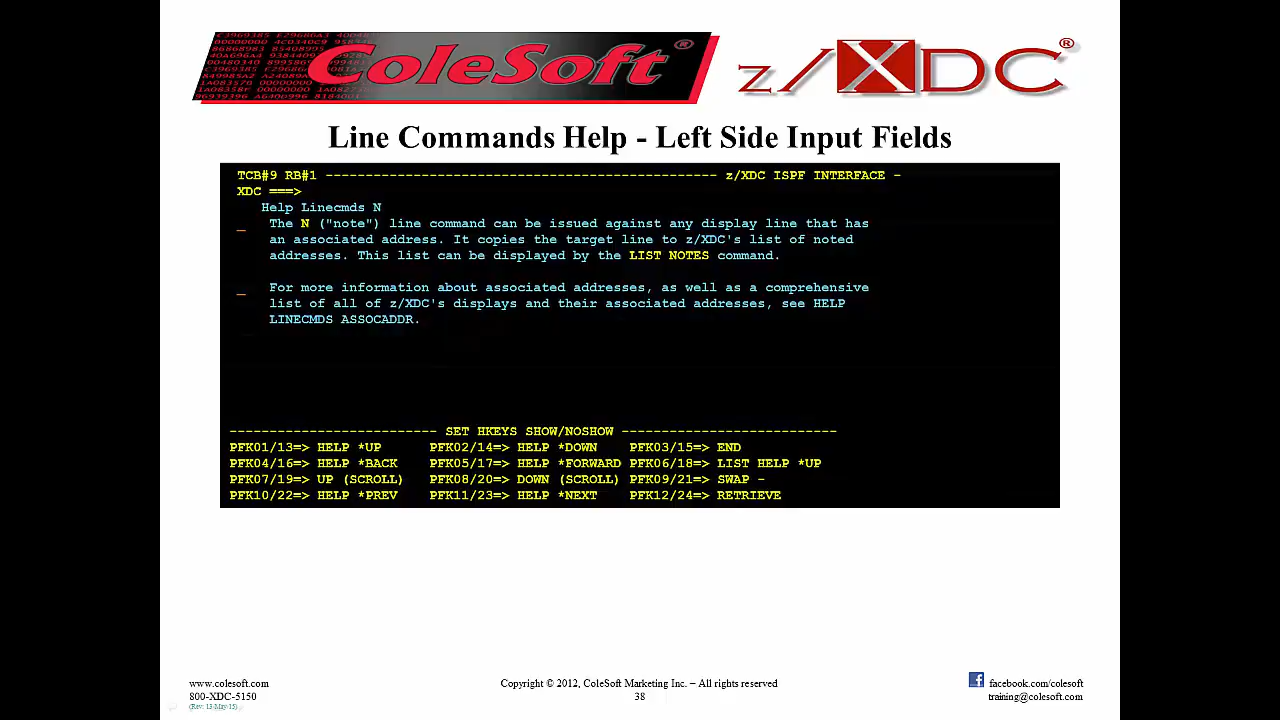 ColeSoft®
z/XDC®
Line Commands Help - Left Side Input Fields
TCB#9 RB#1 ------------------------------------------------- z/XDC ISPF INTERFACE -
XDC ===>
Help Linecmds N
_ The N ("note") line command can be issued against any display line that has
an associated address. It copies the target line to z/XDC's list of noted
addresses. This list can be displayed by the LIST NOTES command.
_ For more information about associated addresses, as well as a comprehensive
list of all of z/XDC's displays and their associated addresses, see HELP
LINECMDS ASSOCADDR.
-------------------------- SET HKEYS SHOW/NOSHOW ---------------------------
PFK01/13=> HELP *UP PFK02/14=> HELP *DOWN PFK03/15=> END
PFK04/16=> HELP *BACK PFK05/17=> HELP *FORWARD PFK06/18=> LIST HELP *UP
PFK07/19=> UP (SCROLL) PFK08/20=> DOWN (SCROLL) PFK09/21=> SWAP -
PFK10/22=> HELP *PREV PFK11/23=> HELP *NEXT PFK12/24=> RETRIEVE
www.colesoft.com
800-XDC-5150
(Rev: 13-May-15)
Copyright © 2012, ColeSoft Marketing Inc. – All rights reserved
38
facebook.com/colesoft
training@colesoft.com